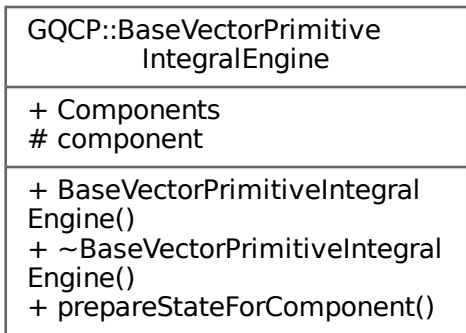 GQCP::BaseVectorPrimitive
IntegralEngine
+ Components
# component
+ BaseVectorPrimitiveIntegral
Engine()
+ ~BaseVectorPrimitiveIntegral
Engine()
+ prepareStateForComponent()